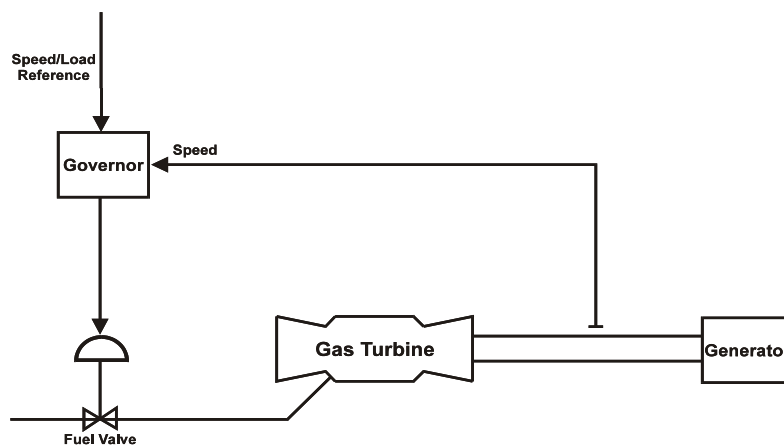 Speed/Load
Reference
Governor
Speed
Gas Turbine
Generato
Fuel Valve